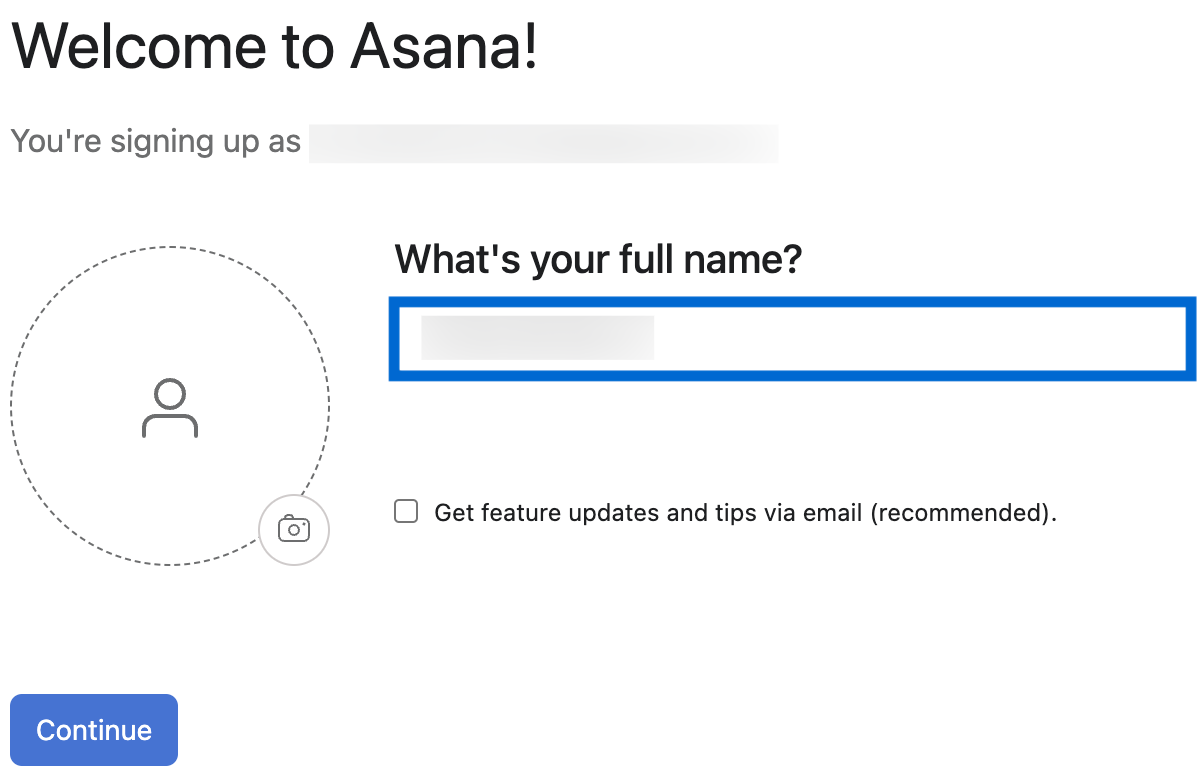 Welcome to Asana!
You're signing up as
What's your full name?
Get feature updates and tips via email (recommended).
Continue